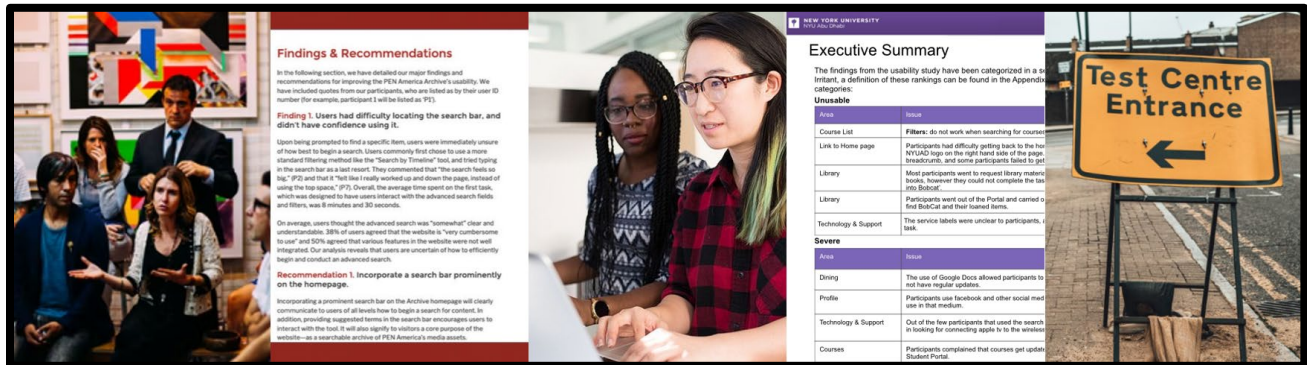 Findings & Recommendations
In the following section, we have detailed our major findings and
recommendations for improving the PEN America Archive's usability. We
have included quotes from our participants, who are listed as by their user ID
number (for example, participant 1 will be listed as 'P1').
Finding 1. Users had difficulty locating the search bar, and
didn't have confidence using it.
Upon being prompted to find a specific item, users were immediately unsure
of how best to begin a search. Users commonly first chose to use a more
standard filtering method like the "Search by Timeline" tool, and tried typing
in the search bar as a last resort. They commented that "the search feels so
big," (P2) and that it "felt like I really worked up and down the page, instead of
using the top space," (P7). Overall, the average time spent on the first task,
which was designed to have users interact with the advanced search fields
and filters, was 8 minutes and 30 seconds.
On average, users thought the advanced search was "somewhat" clear and
understandable. 38% of users agreed that the website is "very cumbersome
to use" and 50% agreed that various features in the website were not well
integrated. Our analysis reveals that users are uncertain of how to efficiently
begin and conduct an advanced search.
Recommendation 1. Incorporate a search bar prominently
on the homepage.
Incorporating a prominent search bar on the Archive homepage will clearly
communicate to users of all levels how to begin a search for content. In
addition, providing suggested terms in the search bar encourages users to
interact with the tool. It will also signify to visitors a core purpose of the
website—as a searchable archive of PEN America's media assets.
NEW YORK UNIVERSITY
NYU Abu Dhabi
Executive Summary
The findings from the usability study have been categorized in a se
Irritant, a definition of these rankings can be found in the Appendix
categories:
Unusable
Area Issue
Course List Filters: do not work when searching for courses
Link to Home page Participants had difficulty getting back to the ho
NYUAD logo on the right hand side of the page.
breadcrumb, and some participants failed to get
Library Most participants went to request library materia
books, however they could not complete the tas
into Bobcat'.
Library Participants went out of the Portal and carried o
find BobCat and their loaned items.
Technology & Support The service labels were unclear to participants, a
task.
Severe
Area Issue
Dining The use of Google Docs allowed participants to
not have regular updates.
Profile Participants use facebook and other social med
use in that medium.
Technology & Support Out of the few participants that used the search
in looking for connecting apple tv to the wireless
Courses Participants complained that courses get update
Student Portal.
Test Centre
Entrance